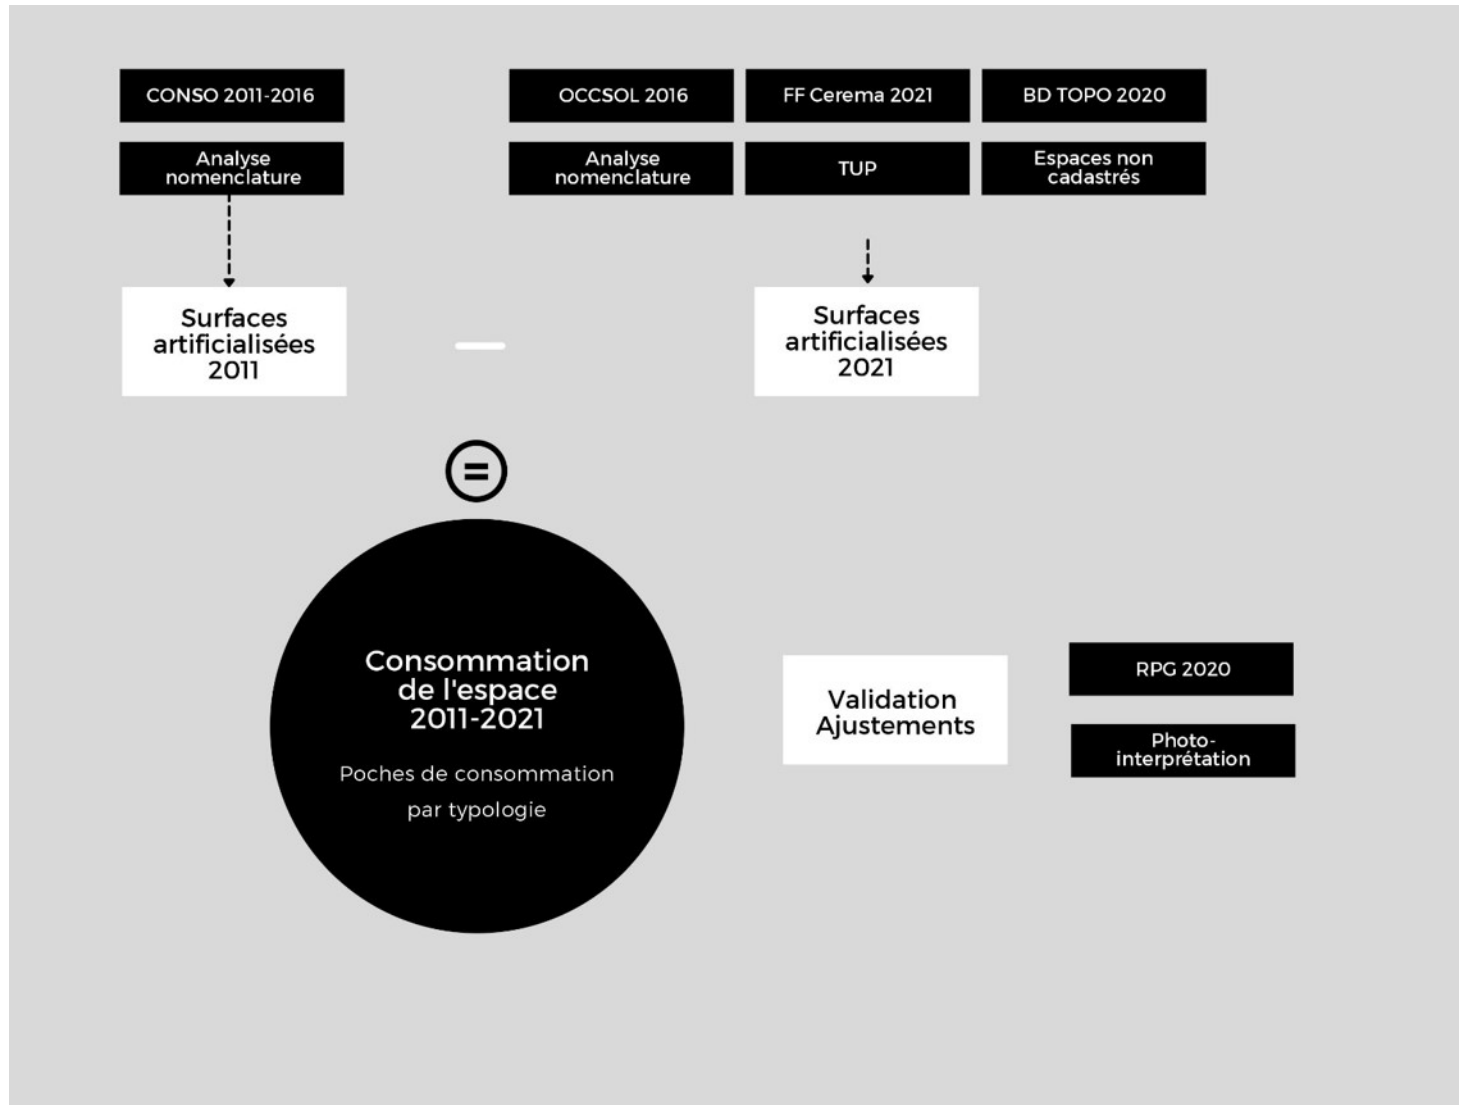 CONSO 2011-2016
OCCSOL 2016
FF Cerema 2021
BD TOPO 2020
Analyse
nomenclature
Analyse
nomenclature
TUP
Espaces non
cadastrés
Surfaces
artificialisées
2011
—
Surfaces
artificialisées
2021
=
Consommation
de l'espace
2011-2021
Poches de consommation
par typologie
Validation
Ajustements
RPG 2020
Photo-
interprétation